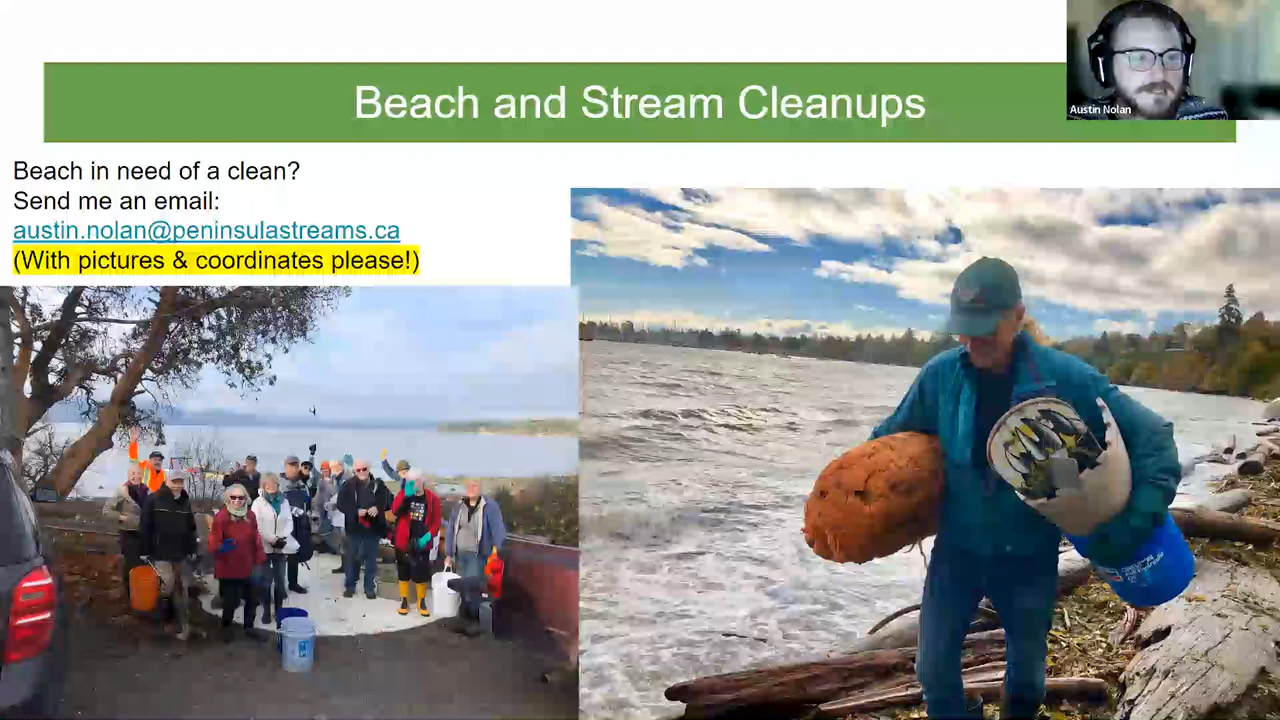 Beach and Stream Cleanups
Austin Nolan
Beach in need of a clean?
Send me an email:
austin.nolan@peninsulastreams.ca
(With pictures & coordinates please!)